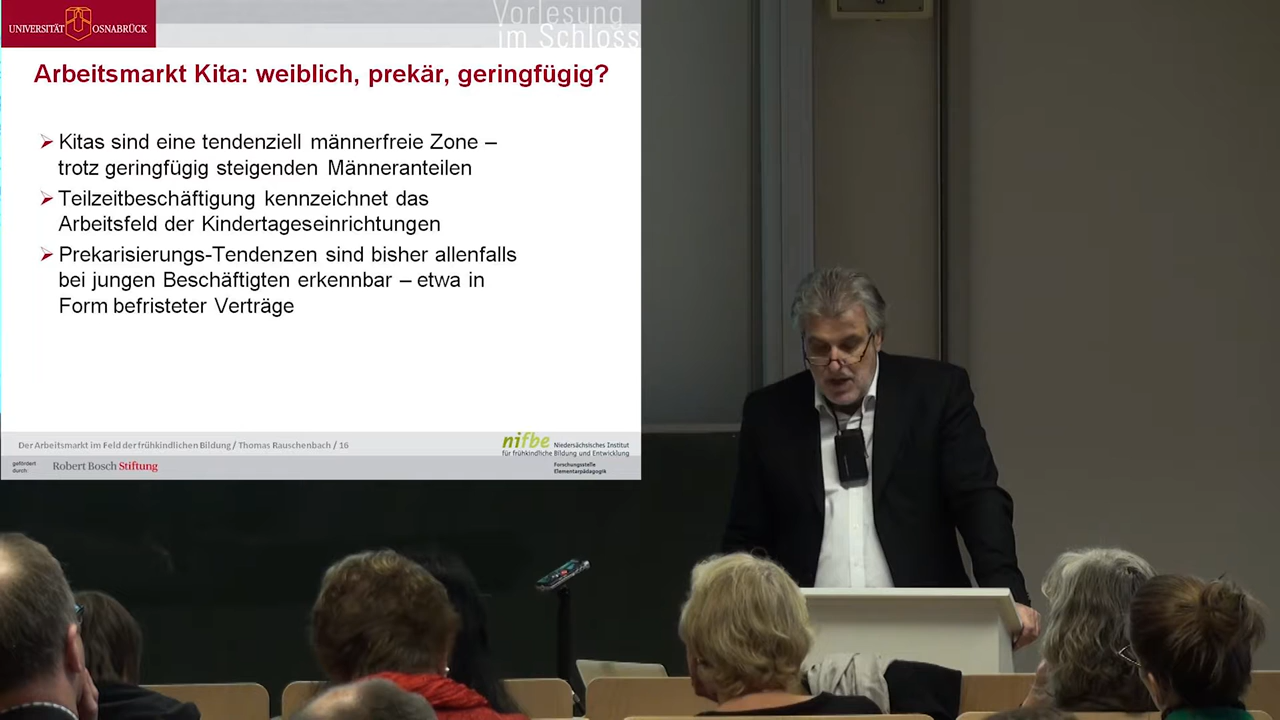 UNIVERSITÄT OSNABRÜCK
Vorlesung
im Schloss
Arbeitsmarkt Kita: weiblich, prekär, geringfügig?
Kitas sind eine tendenziell männerfreie Zone –
trotz geringfügig steigenden Männeranteilen
Teilzeitbeschäftigung kennzeichnet das
Arbeitsfeld der Kindertageseinrichtungen
Prekarisierungs-Tendenzen sind bisher allenfalls
bei jungen Beschäftigten erkennbar – etwa in
Form befristeter Verträge
Der Arbeitsmarkt im Feld der frühkindlichen Bildung / Thomas Rauschenbach / 16
nifbe Niedersächsisches Institut
für frühkindliche Bildung und Entwicklung
Forschungsstelle
Elementarpädagogik
gefördert
durch
Robert Bosch Stiftung